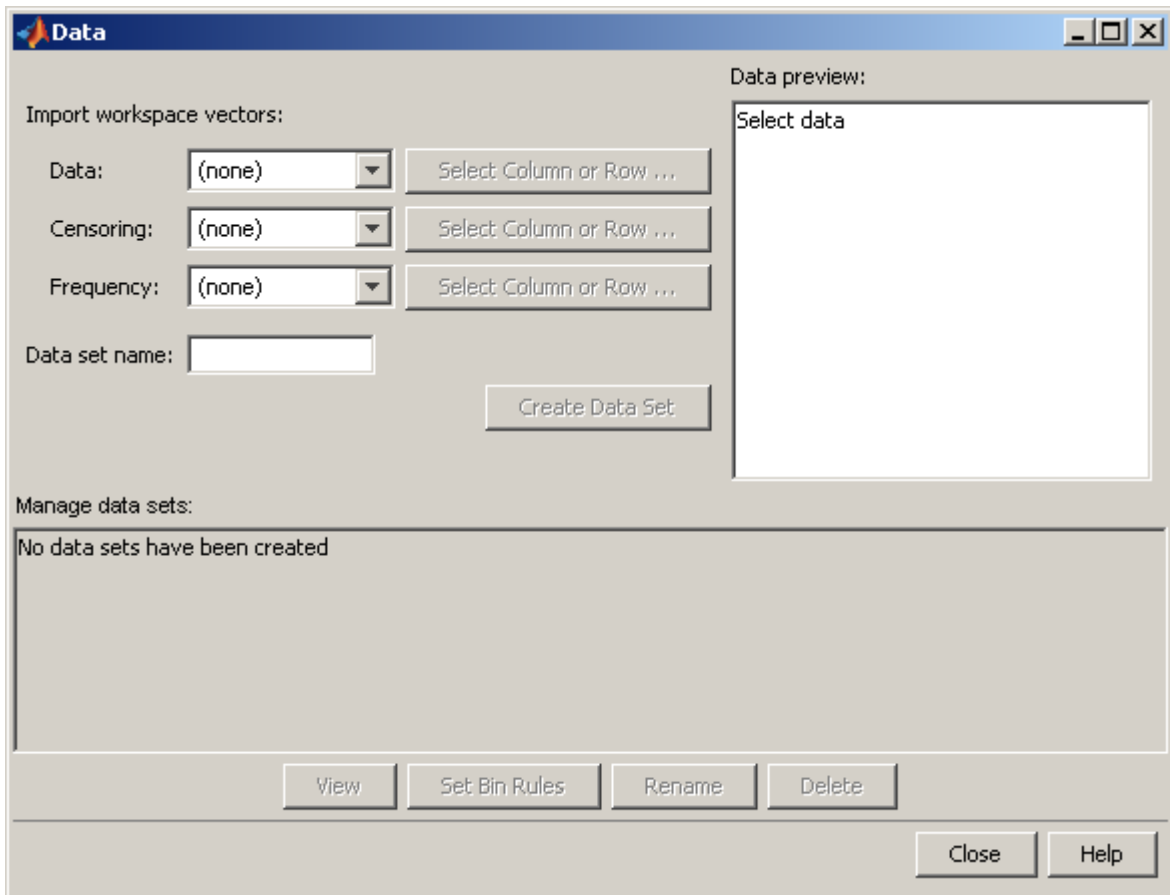 Data
Data preview:
Import workspace vectors:
Select data
Data: (none) Select Column or Row ...
Censoring: (none) Select Column or Row ...
Frequency: (none) Select Column or Row ...
Data set name:
Create Data Set
Manage data sets:
No data sets have been created
View Set Bin Rules Rename Delete
Close Help